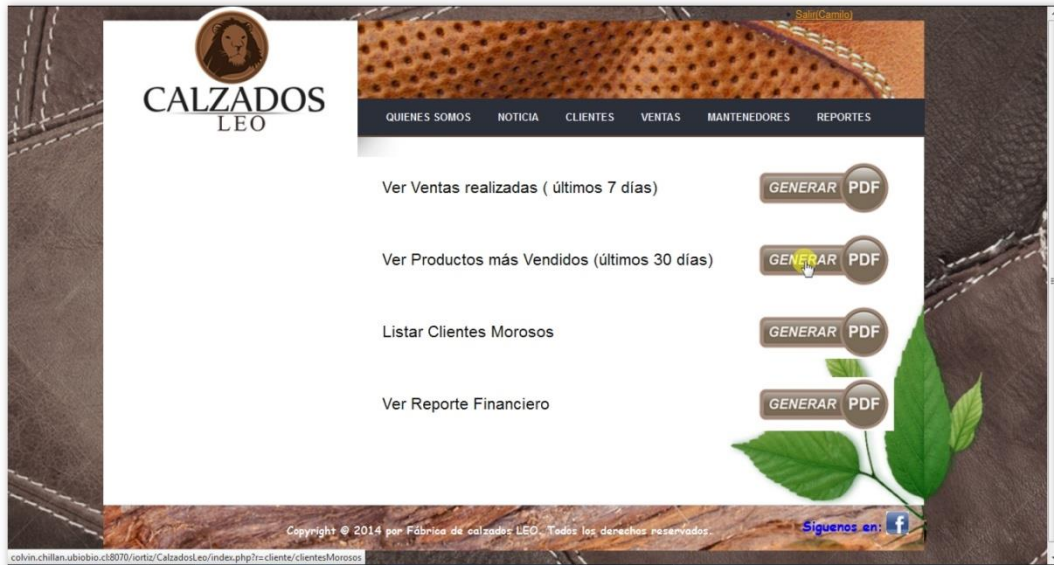 Salir(Camilo)
CALZADOS
LEO
QUIENES SOMOS NOTICIA CLIENTES VENTAS MANTENEDORES REPORTES
Ver Ventas realizadas ( últimos 7 días) GENERAR PDF
Ver Productos más Vendidos (últimos 30 días) GENERAR PDF
Listar Clientes Morosos GENERAR PDF
Ver Reporte Financiero GENERAR PDF
Copyright © 2014 por Fábrica de calzados LEO. Todos los derechos reservados.
Siguenos en: f
colvin.chillan.ubiobio.cl:8070/iortiz/CalzadosLeo/index.php?r=cliente/clientesMorosos